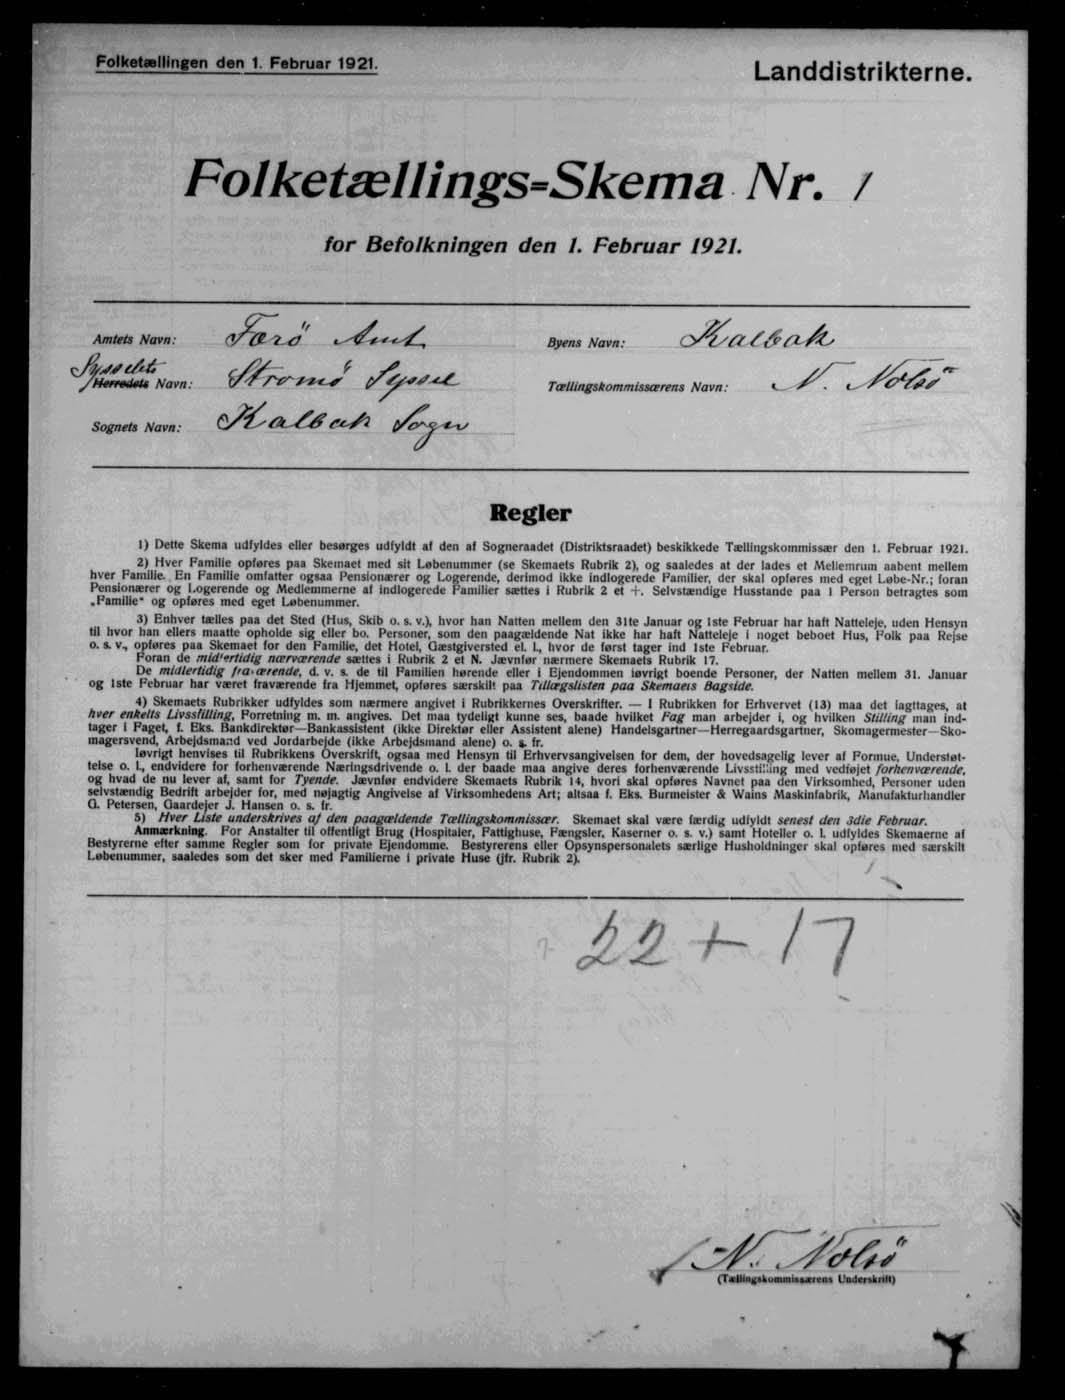 Folketællingen den 1. Februar 1921.
Landdistrikterne.
Folketællings=Skema Nr. 1
for Befolkningen den 1. Februar 1921.
Amtets Navn: Færö Amt
Byens Navn: Kalbak
Sysselets
Herredets Navn: Stromö Syssel
Tællingskommissærens Navn: N. Nolsö
Sognets Navn: Kalbak Sogn
Regler
1) Dette Skema udfyldes eller besørges udfyldt af den af Sogneraadet (Distriktsraadet) beskikkede Tællingskommissær den 1. Februar 1921.
2) Hver Familie opføres paa Skemaet med sit Løbenummer (se Skemaets Rubrik 2), og saaledes at der lades et Mellemrum aabent mellem
hver Familie. En Familie omfatter ogsaa Pensionærer og Logerende, derimod ikke indlogerede Familier, der skal opføres med eget Løbe-Nr.; foran
Pensionærer og Logerende og Medlemmerne af indlogerede Familier sættes i Rubrik 2 et +. Selvstændige Husstande paa 1 Person betragtes som
„Familie“ og opføres med eget Løbenummer.
3) Enhver tælles paa det Sted (Hus, Skib o. s. v.), hvor han Natten mellem den 31te Januar og 1ste Februar har haft Natteleje, uden Hensyn
til hvor han ellers maatte opholde sig eller bo. Personer, som den paagældende Nat ikke har haft Natteleje i noget beboet Hus, Folk paa Rejse
o. s. v., opføres paa Skemaet for den Familie, det Hotel, Gæstgiversted el. l., hvor de først tager ind 1ste Februar.
Foran de midlertidig nærværende sættes i Rubrik 2 et N. Jævnfør nærmere Skemaets Rubrik 17.
De midlertidig fraværende, d. v. s. de til Familien hørende eller i Ejendommen iøvrigt boende Personer, der Natten mellem 31. Januar
og 1ste Februar har været fraværende fra Hjemmet, opføres særskilt paa Tillægslisten paa Skemaets Bagside.
4) Skemaets Rubrikker udfyldes som nærmere angivet i Rubrikkernes Overskrifter. — I Rubrikken for Erhvervet (13) maa det iagttages, at
hver enkelts Livsstilling, Forretning m. m. angives. Det maa tydeligt kunne ses, baade hvilket Fag man arbejder i, og hvilken Stilling man ind-
tager i Faget, f. Eks. Bankdirektør—Bankassistent (ikke Direktør eller Assistent alene) Handelsgartner—Herregaardsgartner, Skomagermester—Sko-
magersvend, Arbejdsmand ved Jordarbejde (ikke Arbejdsmand alene) o. s. fr.
Iøvrigt henvises til Rubrikkens Overskrift, ogsaa med Hensyn til Erhvervsangivelsen for dem, der hovedsagelig lever af Formue, Understøt-
telse o. l., endvidere for forhenværende Næringsdrivende o. l. der baade maa angive deres forhenværende Livsstilling med vedføjet forhenværende,
og hvad de nu lever af, samt for Tyende. Jævnfør endvidere Skemaets Rubrik 14, hvori skal opføres Navnet paa den Virksomhed, Personer uden
selvstændig Bedrift arbejder for, med nøjagtig Angivelse af Virksomhedens Art; altsaa f. Eks. Burmeister & Wains Maskinfabrik, Manufakturhandler
G. Petersen, Gaardejer J. Hansen o. s. fr.
5) Hver Liste underskrives af den paagældende Tællingskommissær. Skemaet skal være færdig udfyldt senest den 3die Februar.
Anmærkning. For Anstalter til offentligt Brug (Hospitaler, Fattighuse, Fængsler, Kaserner o. s. v.) samt Hoteller o. l. udfyldes Skemaerne af
Bestyrerne efter samme Regler som for private Ejendomme. Bestyrerens eller Opsynspersonalets særlige Husholdninger skal opføres med særskilt
Løbenummer, saaledes som det sker med Familierne i private Huse (jfr. Rubrik 2).
22 + 17
N. Nolsö
(Tællingskommissærens Underskrift)